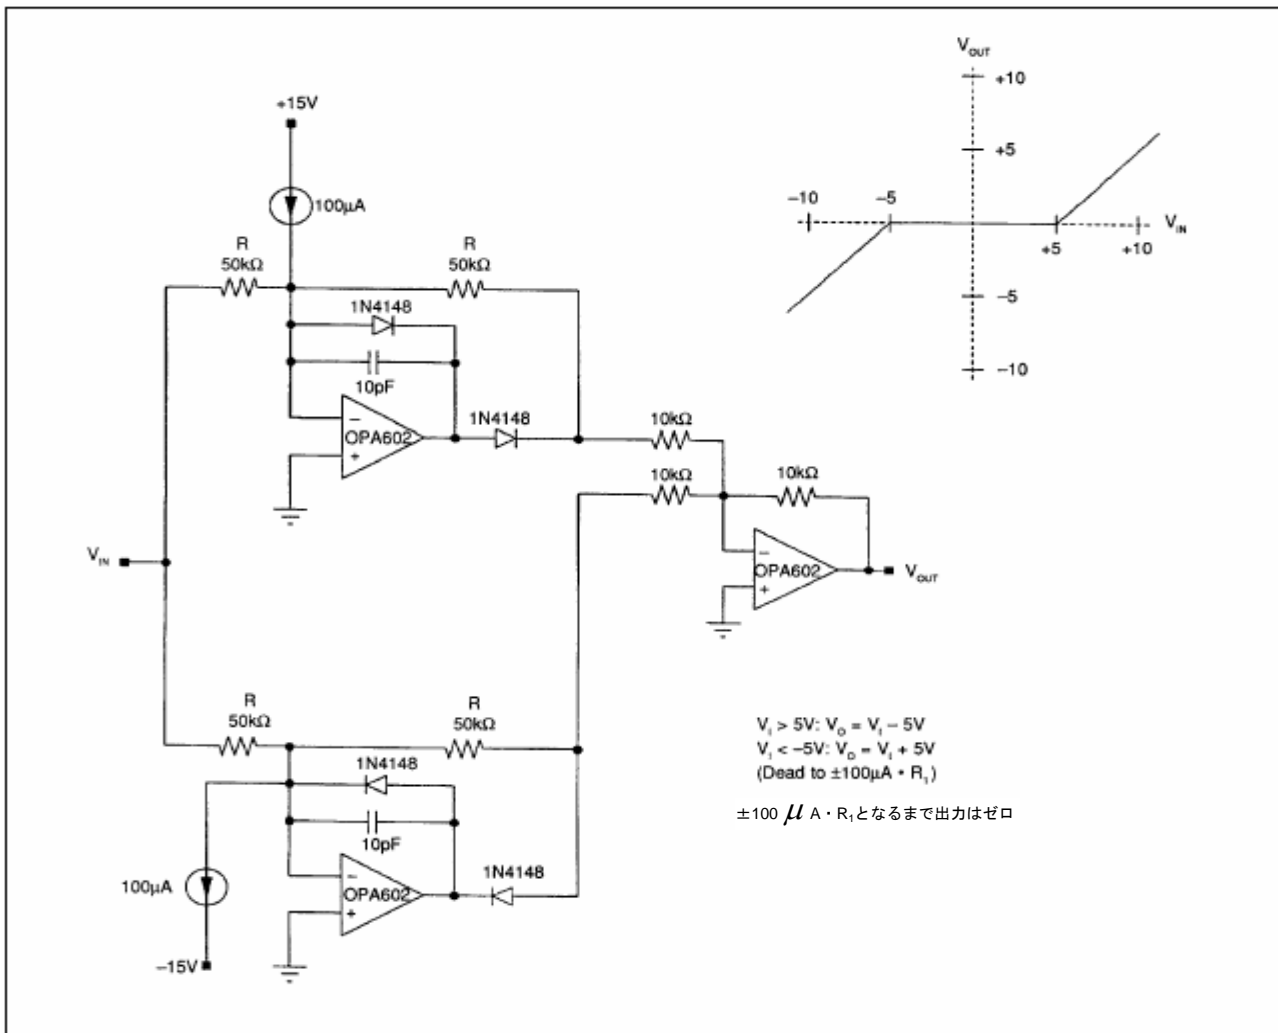 V_OUT
+10
+5
-10
-5
V_IN
+5
+10
-5
-10
+15V
100μA
R
50kΩ
R
50kΩ
1N4148
10pF
1N4148
−
OPA602
+
10kΩ
10kΩ
10kΩ
−
OPA602
+
V_OUT
V_IN
R
50kΩ
R
50kΩ
1N4148
10pF
1N4148
−
OPA602
+
100μA
−15V
V_I > 5V: V_O = V_I − 5V
V_I < −5V: V_O = V_I + 5V
(Dead to ±100μA • R_1)
±100 μ A・R₁となるまで出力はゼロ